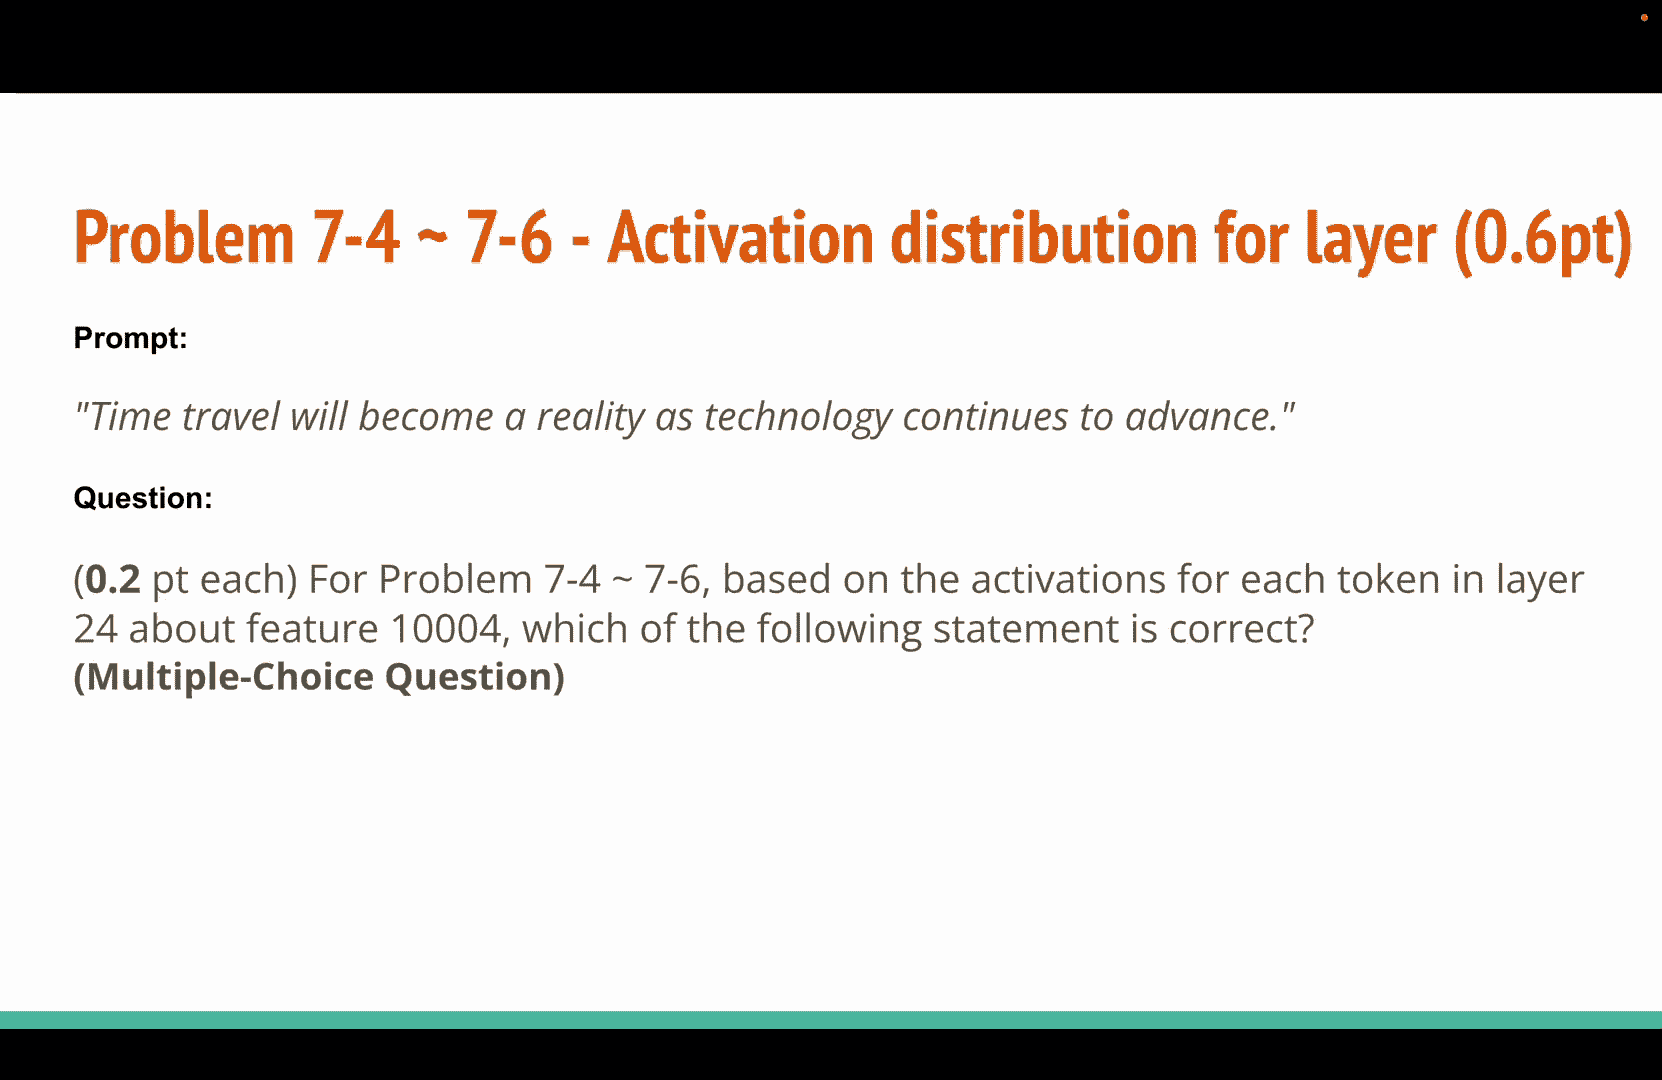 Problem 7-4 ~ 7-6 - Activation distribution for layer (0.6pt)
Prompt:
"Time travel will become a reality as technology continues to advance."
Question:
(0.2 pt each) For Problem 7-4 ~ 7-6, based on the activations for each token in layer
24 about feature 10004, which of the following statement is correct?
(Multiple-Choice Question)